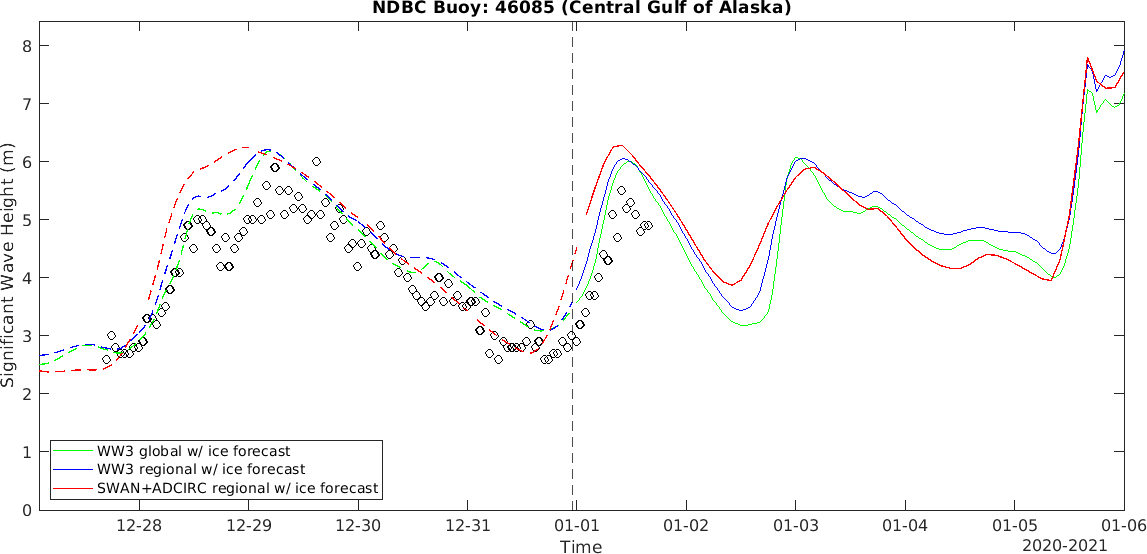 NDBC Buoy: 46085 (Central Gulf of Alaska)
8
7
6
5
4
3
2
1
0
Significant Wave Height (m)
WW3 global w/ ice forecast
WW3 regional w/ ice forecast
SWAN+ADCIRC regional w/ ice forecast
12-28 12-29 12-30 12-31 01-01 01-02 01-03 01-04 01-05 01-06
Time
2020-2021